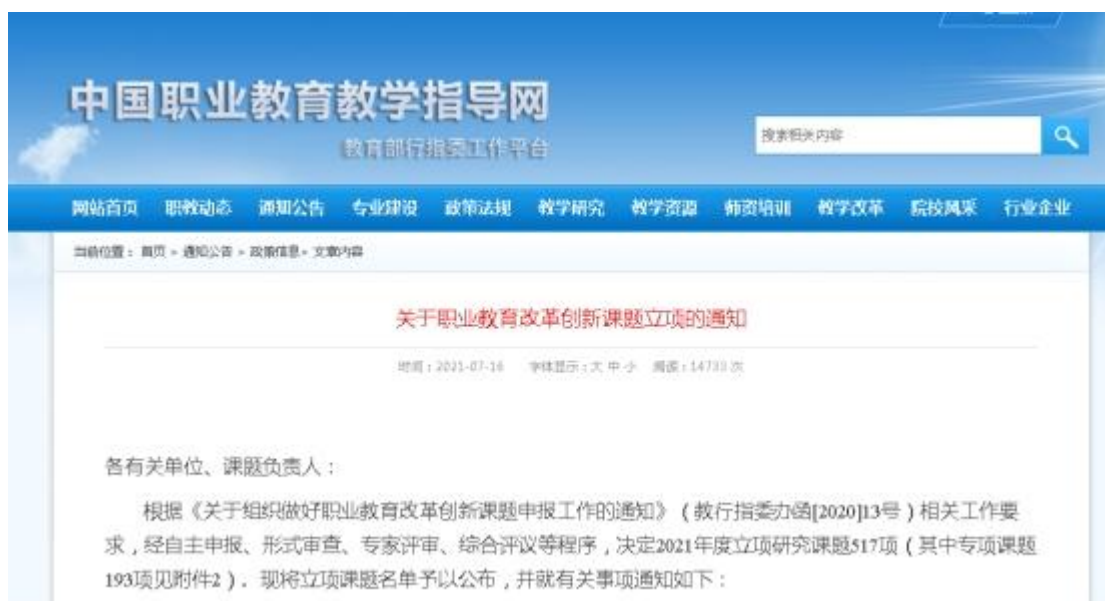 中国职业教育教学指导网
教育部行指委工作平台
搜索相关内容
网站首页 职教动态 通知公告 专业建设 政策法规 教学研究 教学资源 师资培训 教学改革 院校风采 行业企业
当前位置：首页 » 通知公告 » 政策信息 » 文章内容
关于职业教育改革创新课题立项的通知
时间：2021-07-16 字体显示：大 中 小 阅读：14733 次
各有关单位、课题负责人：
根据《关于组织做好职业教育改革创新课题申报工作的通知》（教行指委办函[2020]13号）相关工作要
求，经自主申报、形式审查、专家评审、综合评议等程序，决定2021年度立项研究课题517项（其中专项课题
193项见附件2）．现将立项课题名单予以公布，并就有关事项通知如下：